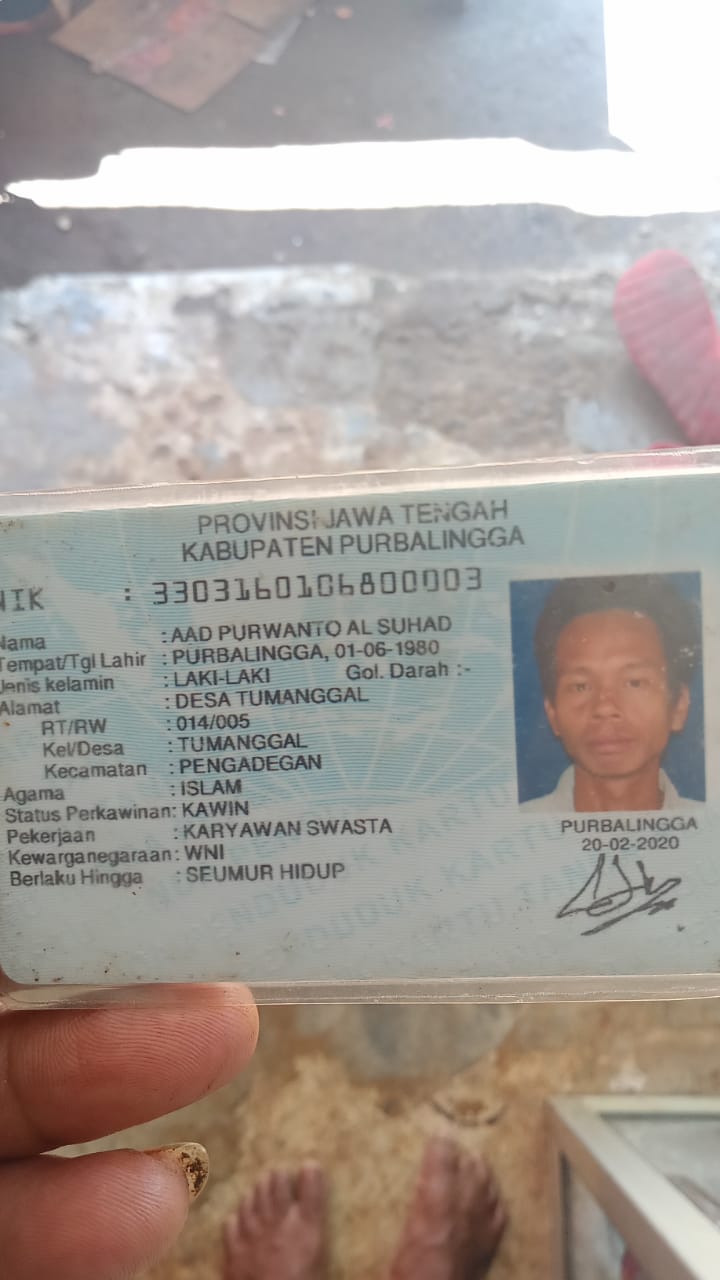 PROVINSI JAWA TENGAH
KABUPATEN PURBALINGGA
NIK : 3303160106800003
Nama : AAD PURWANTO AL SUHAD
Tempat/Tgl Lahir : PURBALINGGA, 01-06-1980
Jenis kelamin : LAKI-LAKI Gol. Darah :-
Alamat : DESA TUMANGGAL
RT/RW : 014/005
Kel/Desa : TUMANGGAL
Kecamatan : PENGADEGAN
Agama : ISLAM
Status Perkawinan: KAWIN
Pekerjaan : KARYAWAN SWASTA
Kewarganegaraan: WNI
Berlaku Hingga : SEUMUR HIDUP
PURBALINGGA
20-02-2020